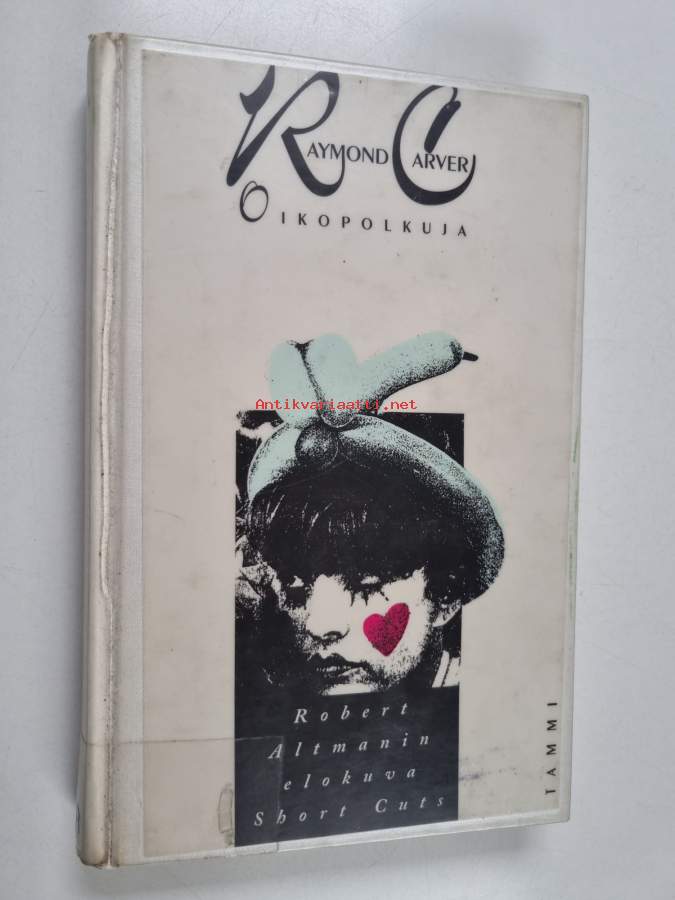 RAYMOND CARVER
OIKOPOLKUJA
Antikvariaatti.net
Robert
Altmanin
elokuva
Short Cuts
TAMMI